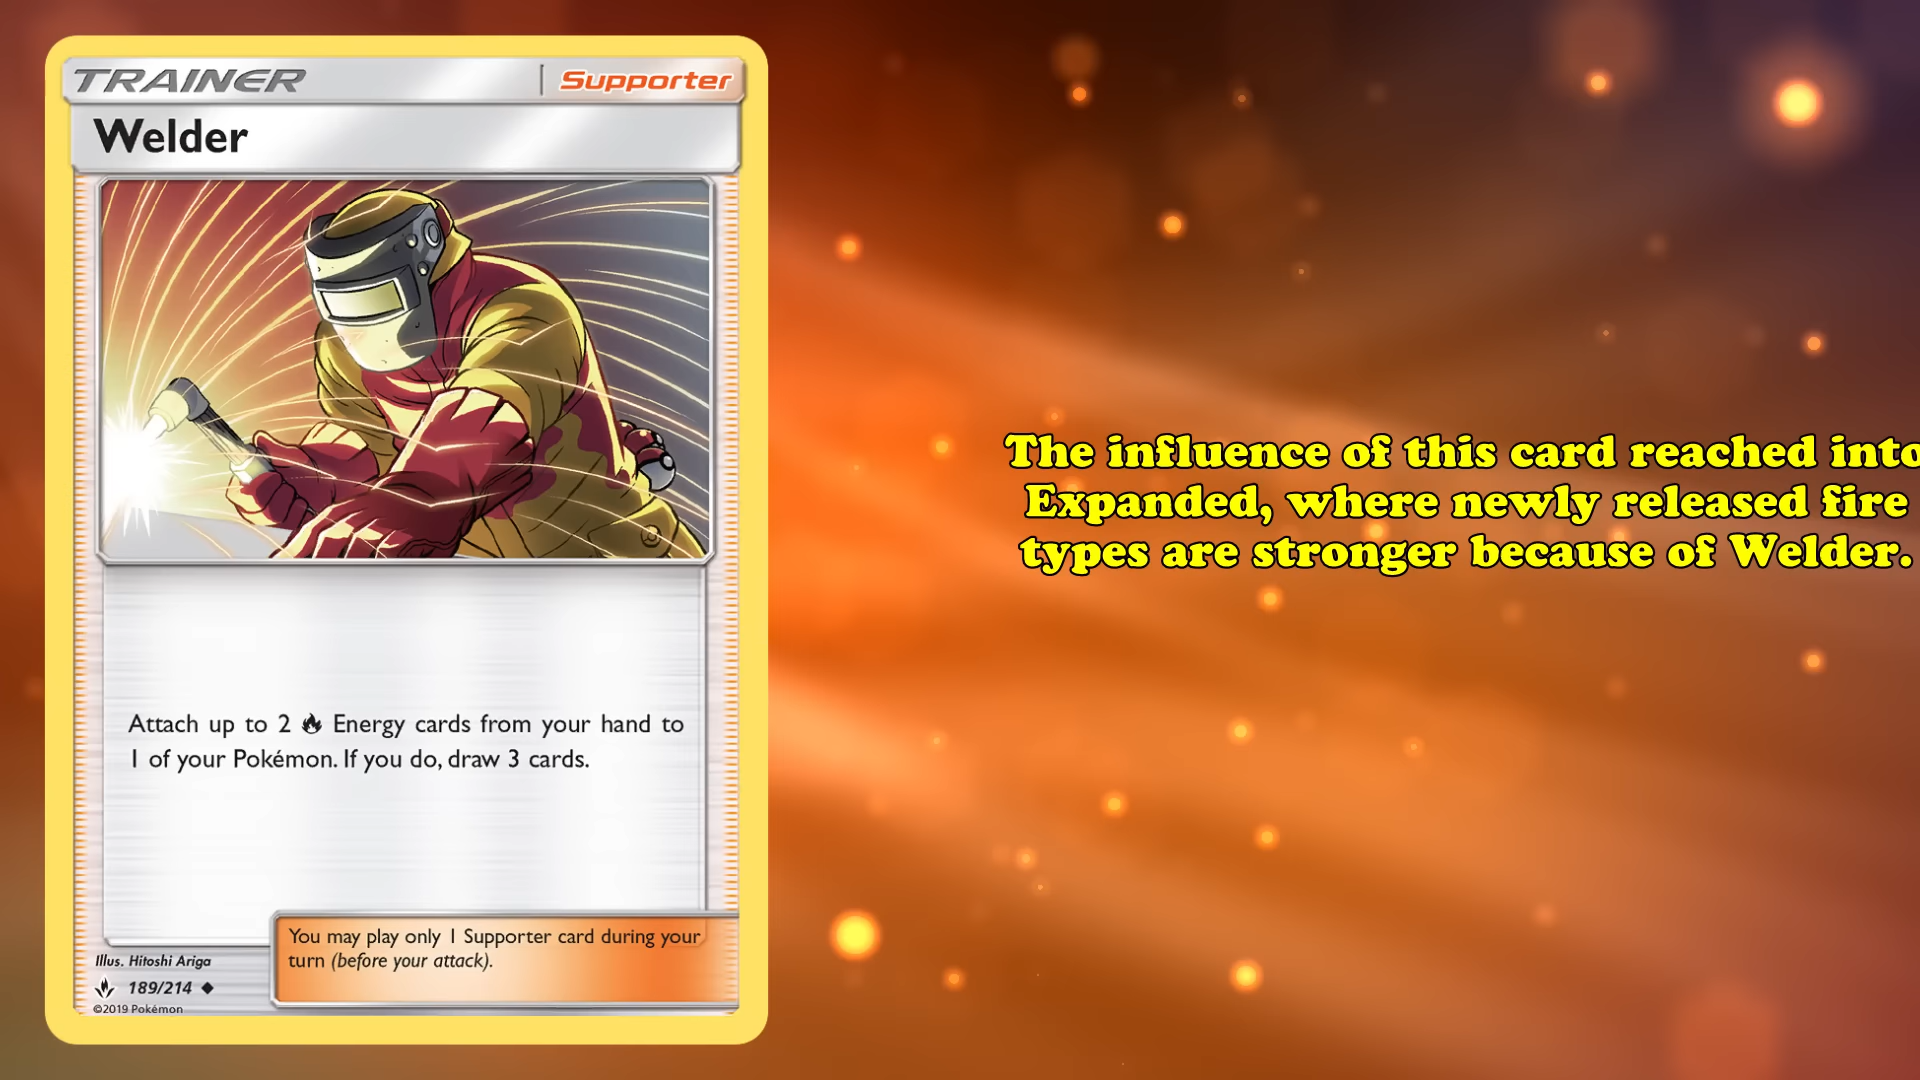 TRAINER
Supporter
Welder
Attach up to 2 Energy cards from your hand to
1 of your Pokémon. If you do, draw 3 cards.
You may play only 1 Supporter card during your
turn (before your attack).
Illus. Hitoshi Ariga
189/214
©2019 Pokémon
The influence of this card reached into
Expanded, where newly released fire
types are stronger because of Welder.